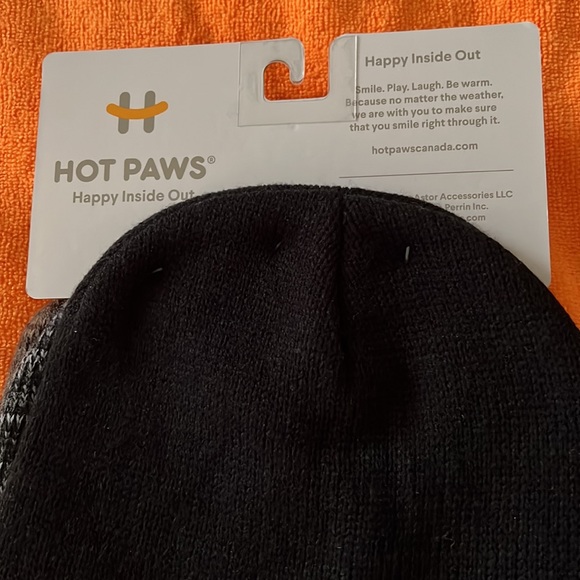 H
HOT PAWS®
Happy Inside Out
Happy Inside Out
Smile. Play. Laugh. Be warm.
Because no matter the weather,
we are with you to make sure
that you smile right through it.
hotpawscanada.com
Astor Accessories LLC
Perrin Inc.
.com